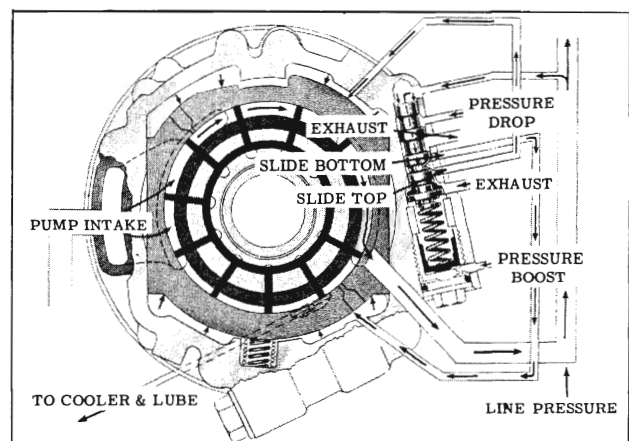 EXHAUST
PRESSURE
DROP
SLIDE BOTTOM
SLIDE TOP
EXHAUST
PUMP INTAKE
PRESSURE
BOOST
TO COOLER & LUBE
LINE PRESSURE